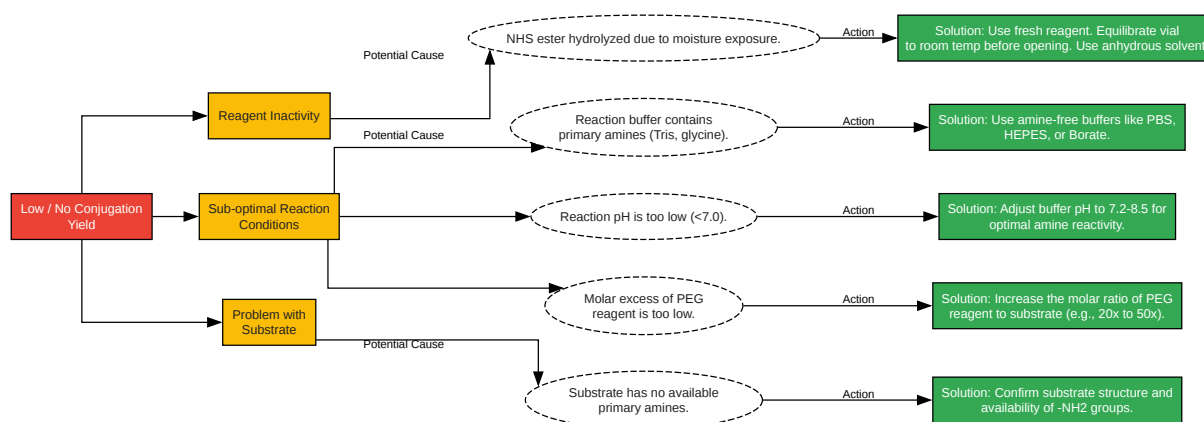 NHS ester hydrolyzed due to moisture exposure.
Action
Solution: Use fresh reagent. Equilibrate vial
to room temp before opening. Use anhydrous solvent
Potential Cause
Reagent Inactivity
Potential Cause
Reaction buffer contains
primary amines (Tris, glycine).
Action
Solution: Use amine-free buffers like PBS,
HEPES, or Borate.
Low / No Conjugation
Yield
Sub-optimal Reaction
Conditions
Reaction pH is too low (<7.0).
Action
Solution: Adjust buffer pH to 7.2-8.5 for
optimal amine reactivity.
Molar excess of PEG
reagent is too low.
Action
Solution: Increase the molar ratio of PEG
reagent to substrate (e.g., 20x to 50x).
Problem with
Substrate
Potential Cause
Substrate has no available
primary amines.
Action
Solution: Confirm substrate structure and
availability of -NH2 groups.